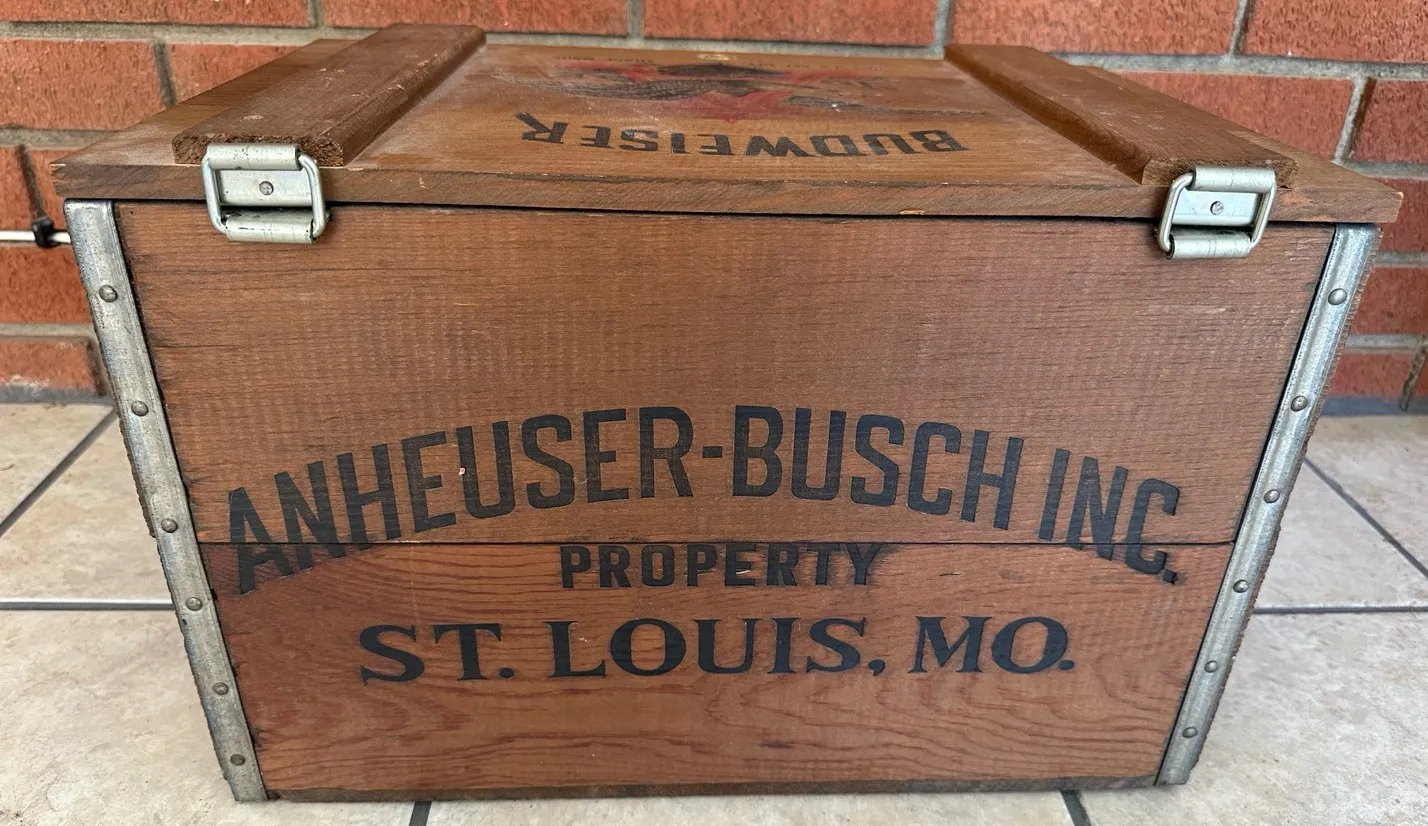 BUDWEISER
ANHEUSER-BUSCH INC.
PROPERTY
ST. LOUIS, MO.